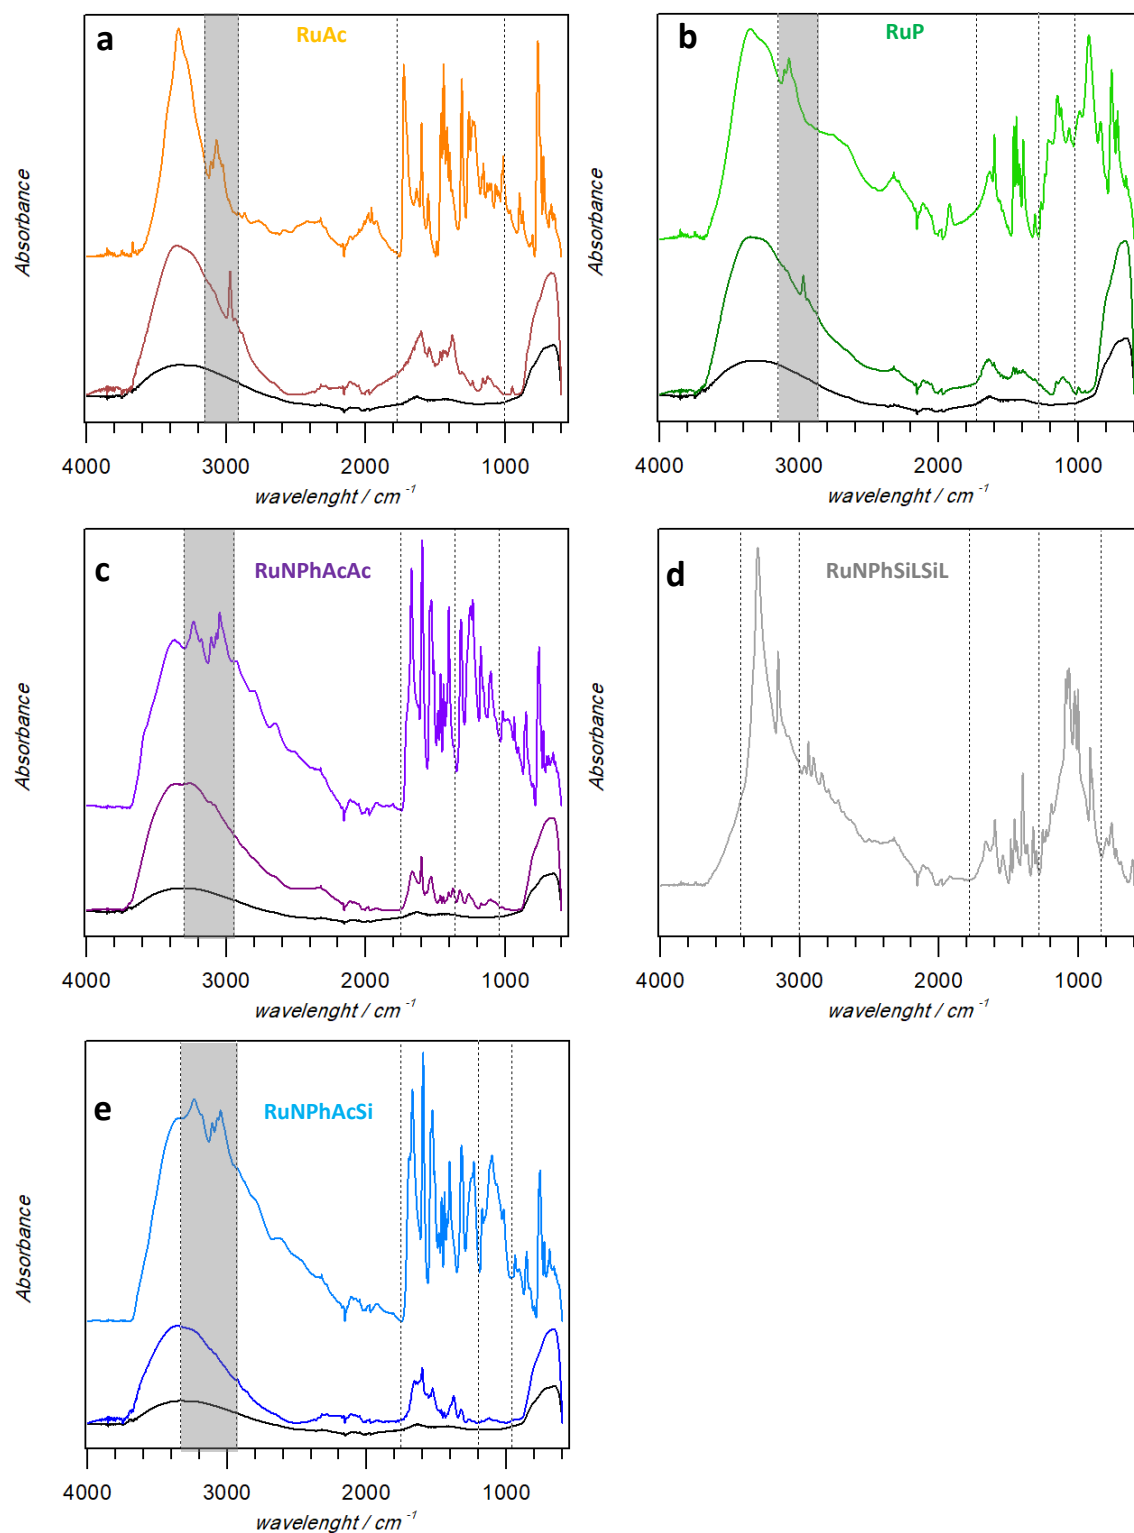 a
RuAc
Absorbance
4000
3000
2000
1000
wavelenght / cm -1
b
RuP
Absorbance
4000
3000
2000
1000
wavelenght / cm -1
c
RuNPhAcAc
Absorbance
4000
3000
2000
1000
wavelenght / cm -1
d
RuNPhSiLSiL
Absorbance
4000
3000
2000
1000
wavelenght / cm -1
e
RuNPhAcSi
Absorbance
4000
3000
2000
1000
wavelenght / cm -1